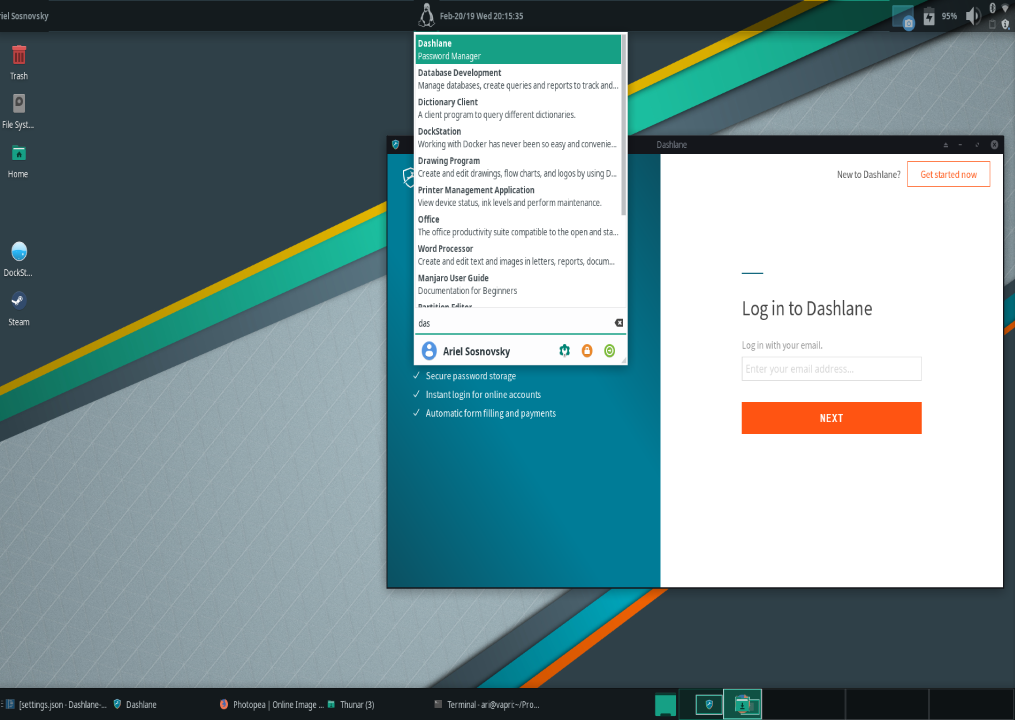 riel Sosnovsky
Feb-20/19 Wed 20:15:35
95%
Trash
File Syst...
Home
DockSt...
Steam
Dashlane
Password Manager
Database Development
Manage databases, create queries and reports to track and...
Dictionary Client
A client program to query different dictionaries.
DockStation
Working with Docker has never been so easy and convenie...
Drawing Program
Create and edit drawings, flow charts, and logos by using D...
Printer Management Application
View device status, ink levels and perform maintenance.
Office
The office productivity suite compatible to the open and sta...
Word Processor
Create and edit text and images in letters, reports, docum...
Manjaro User Guide
Documentation for Beginners
Partition Editor
das
Ariel Sosnovsky
Dashlane
New to Dashlane?
Get started now
Log in to Dashlane
Log in with your email.
Enter your email address...
NEXT
✓ Secure password storage
✓ Instant login for online accounts
✓ Automatic form filling and payments
[settings.json - Dashlane-...
Dashlane
Photopea | Online Image ...
Thunar (3)
Terminal - ari@vapri:~/Pro...